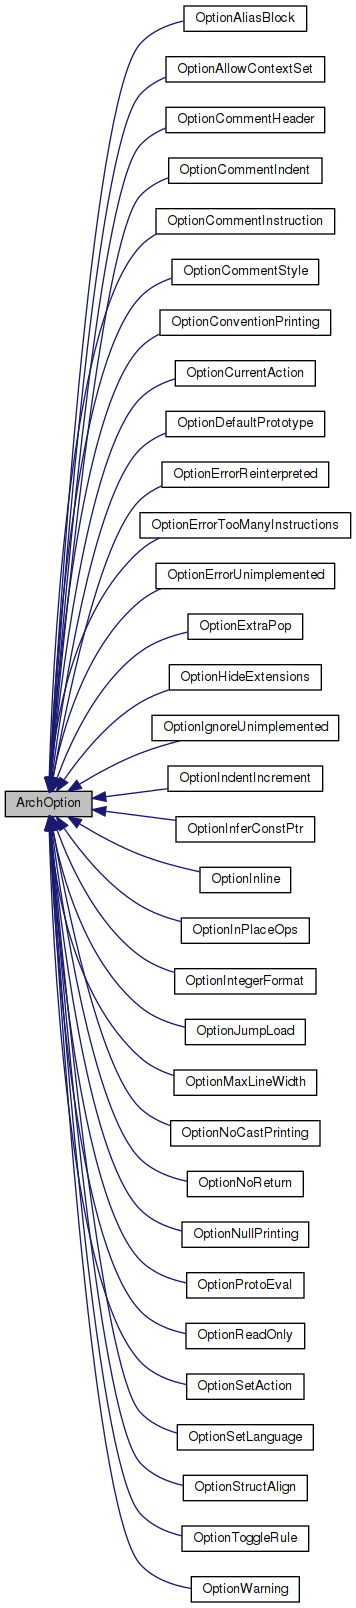 OptionAliasBlock
OptionAllowContextSet
OptionCommentHeader
OptionCommentIndent
OptionCommentInstruction
OptionCommentStyle
OptionConventionPrinting
OptionCurrentAction
OptionDefaultPrototype
OptionErrorReinterpreted
OptionErrorTooManyInstructions
OptionErrorUnimplemented
OptionExtraPop
OptionHideExtensions
OptionIgnoreUnimplemented
OptionIndentIncrement
ArchOption
OptionInferConstPtr
OptionInline
OptionInPlaceOps
OptionIntegerFormat
OptionJumpLoad
OptionMaxLineWidth
OptionNoCastPrinting
OptionNoReturn
OptionNullPrinting
OptionProtoEval
OptionReadOnly
OptionSetAction
OptionSetLanguage
OptionStructAlign
OptionToggleRule
OptionWarning